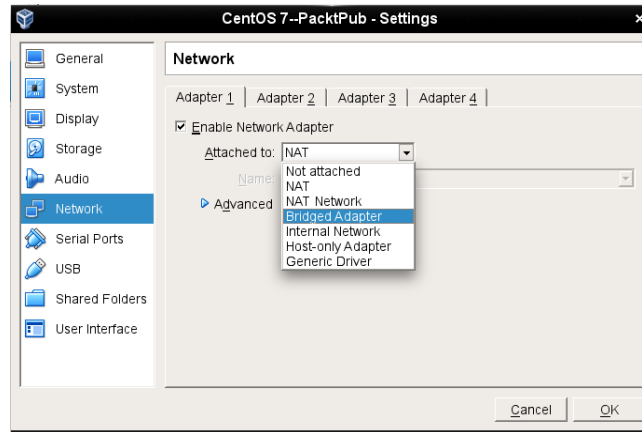 CentOS 7--PacktPub - Settings
General
System
Display
Storage
Audio
Network
Serial Ports
USB
Shared Folders
User Interface
Network
Adapter 1 Adapter 2 Adapter 3 Adapter 4
Enable Network Adapter
Attached to: NAT
Not attached
NAT
NAT Network
Bridged Adapter
Internal Network
Host-only Adapter
Generic Driver
Name:
Advanced
Cancel OK